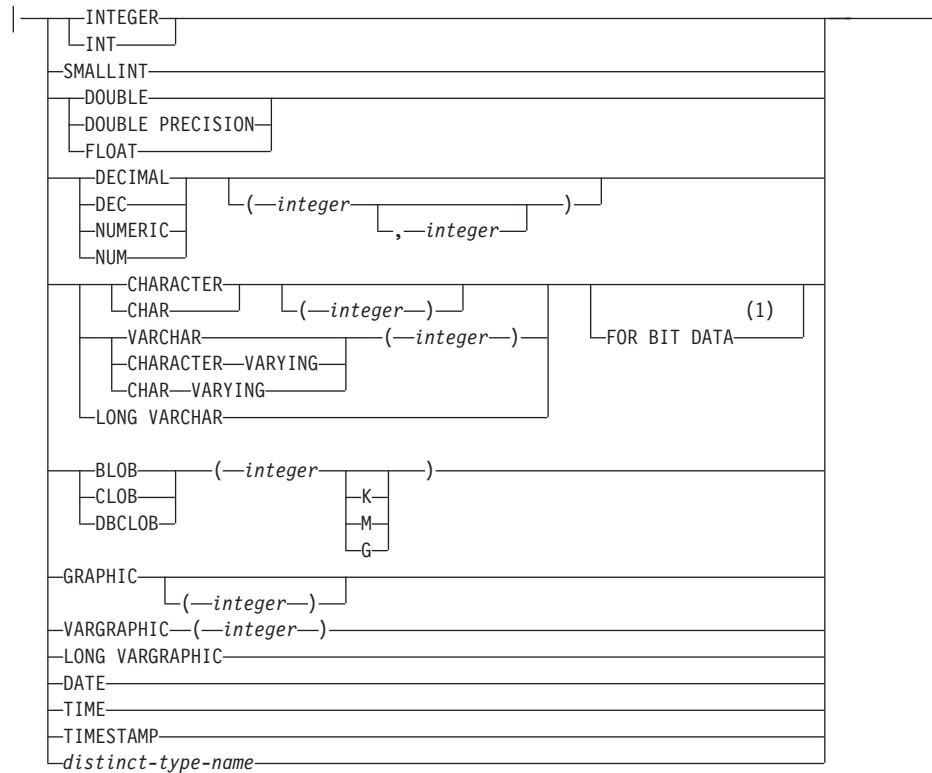 INTEGER
INT
SMALLINT
DOUBLE
DOUBLE PRECISION
FLOAT
DECIMAL
DEC ( integer )
NUMERIC , integer
NUM
CHARACTER
CHAR ( integer ) (1)
VARCHAR ( integer ) FOR BIT DATA
CHARACTER VARYING
CHAR VARYING
LONG VARCHAR
BLOB ( integer )
CLOB K
DBCLOB M
G
GRAPHIC
( integer )
VARGRAPHIC ( integer )
LONG VARGRAPHIC
DATE
TIME
TIMESTAMP
distinct-type-name